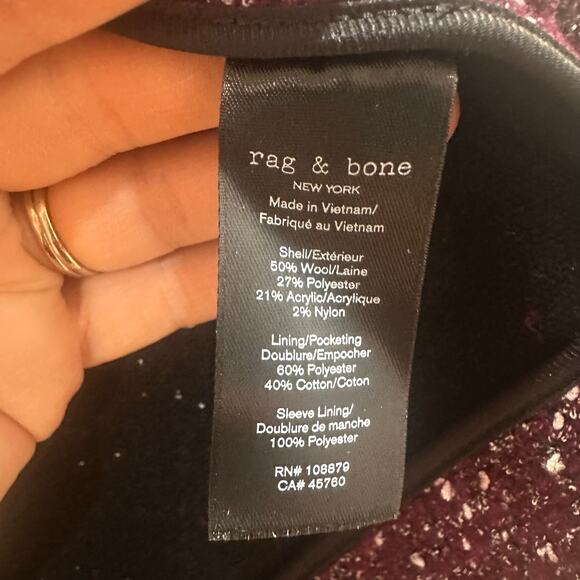 rag & bone
NEW YORK
Made in Vietnam/
Fabriqué au Vietnam
Shell/Extérieur
50% Wool/Laine
27% Polyester
21% Acrylic/Acrylique
2% Nylon
Lining/Pocketing
Doublure/Empocher
60% Polyester
40% Cotton/Coton
Sleeve Lining/
Doublure de manche
100% Polyester
RN# 108879
CA# 45760